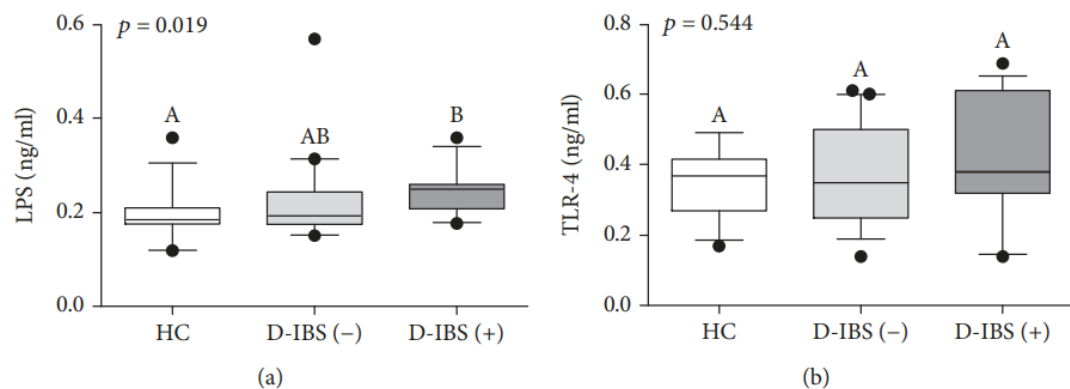 p = 0.019
LPS (ng/ml)
0.6
0.4
0.2
0.0
A
AB
B
HC
D-IBS (−)
D-IBS (+)
(a)
p = 0.544
TLR-4 (ng/ml)
0.8
0.6
0.4
0.2
0.0
A
A
A
HC
D-IBS (−)
D-IBS (+)
(b)